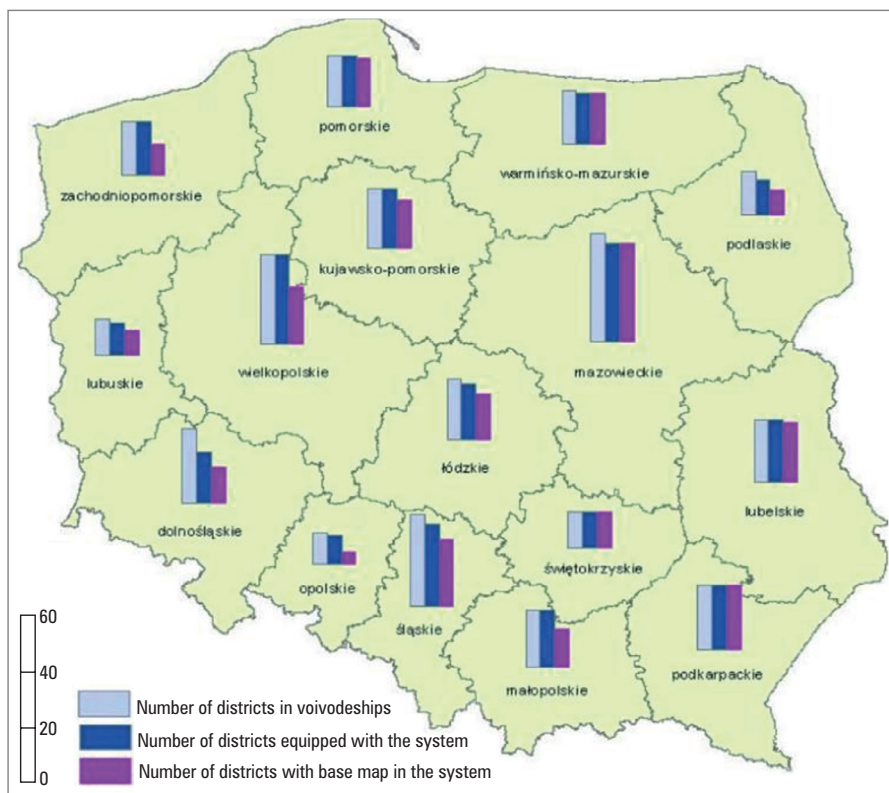 pomorskie
warmińsko-mazurskie
zachodniopomorskie
podlaskie
kujawsko-pomorskie
wielkopolskie
mazowieckie
lubuskie
łódzkie
lubelskie
dolnośląskie
świętokrzyskie
opolskie
śląskie
podkarpackie
małopolskie
60
40
20
0
Number of districts in voivodeships
Number of districts equipped with the system
Number of districts with base map in the system